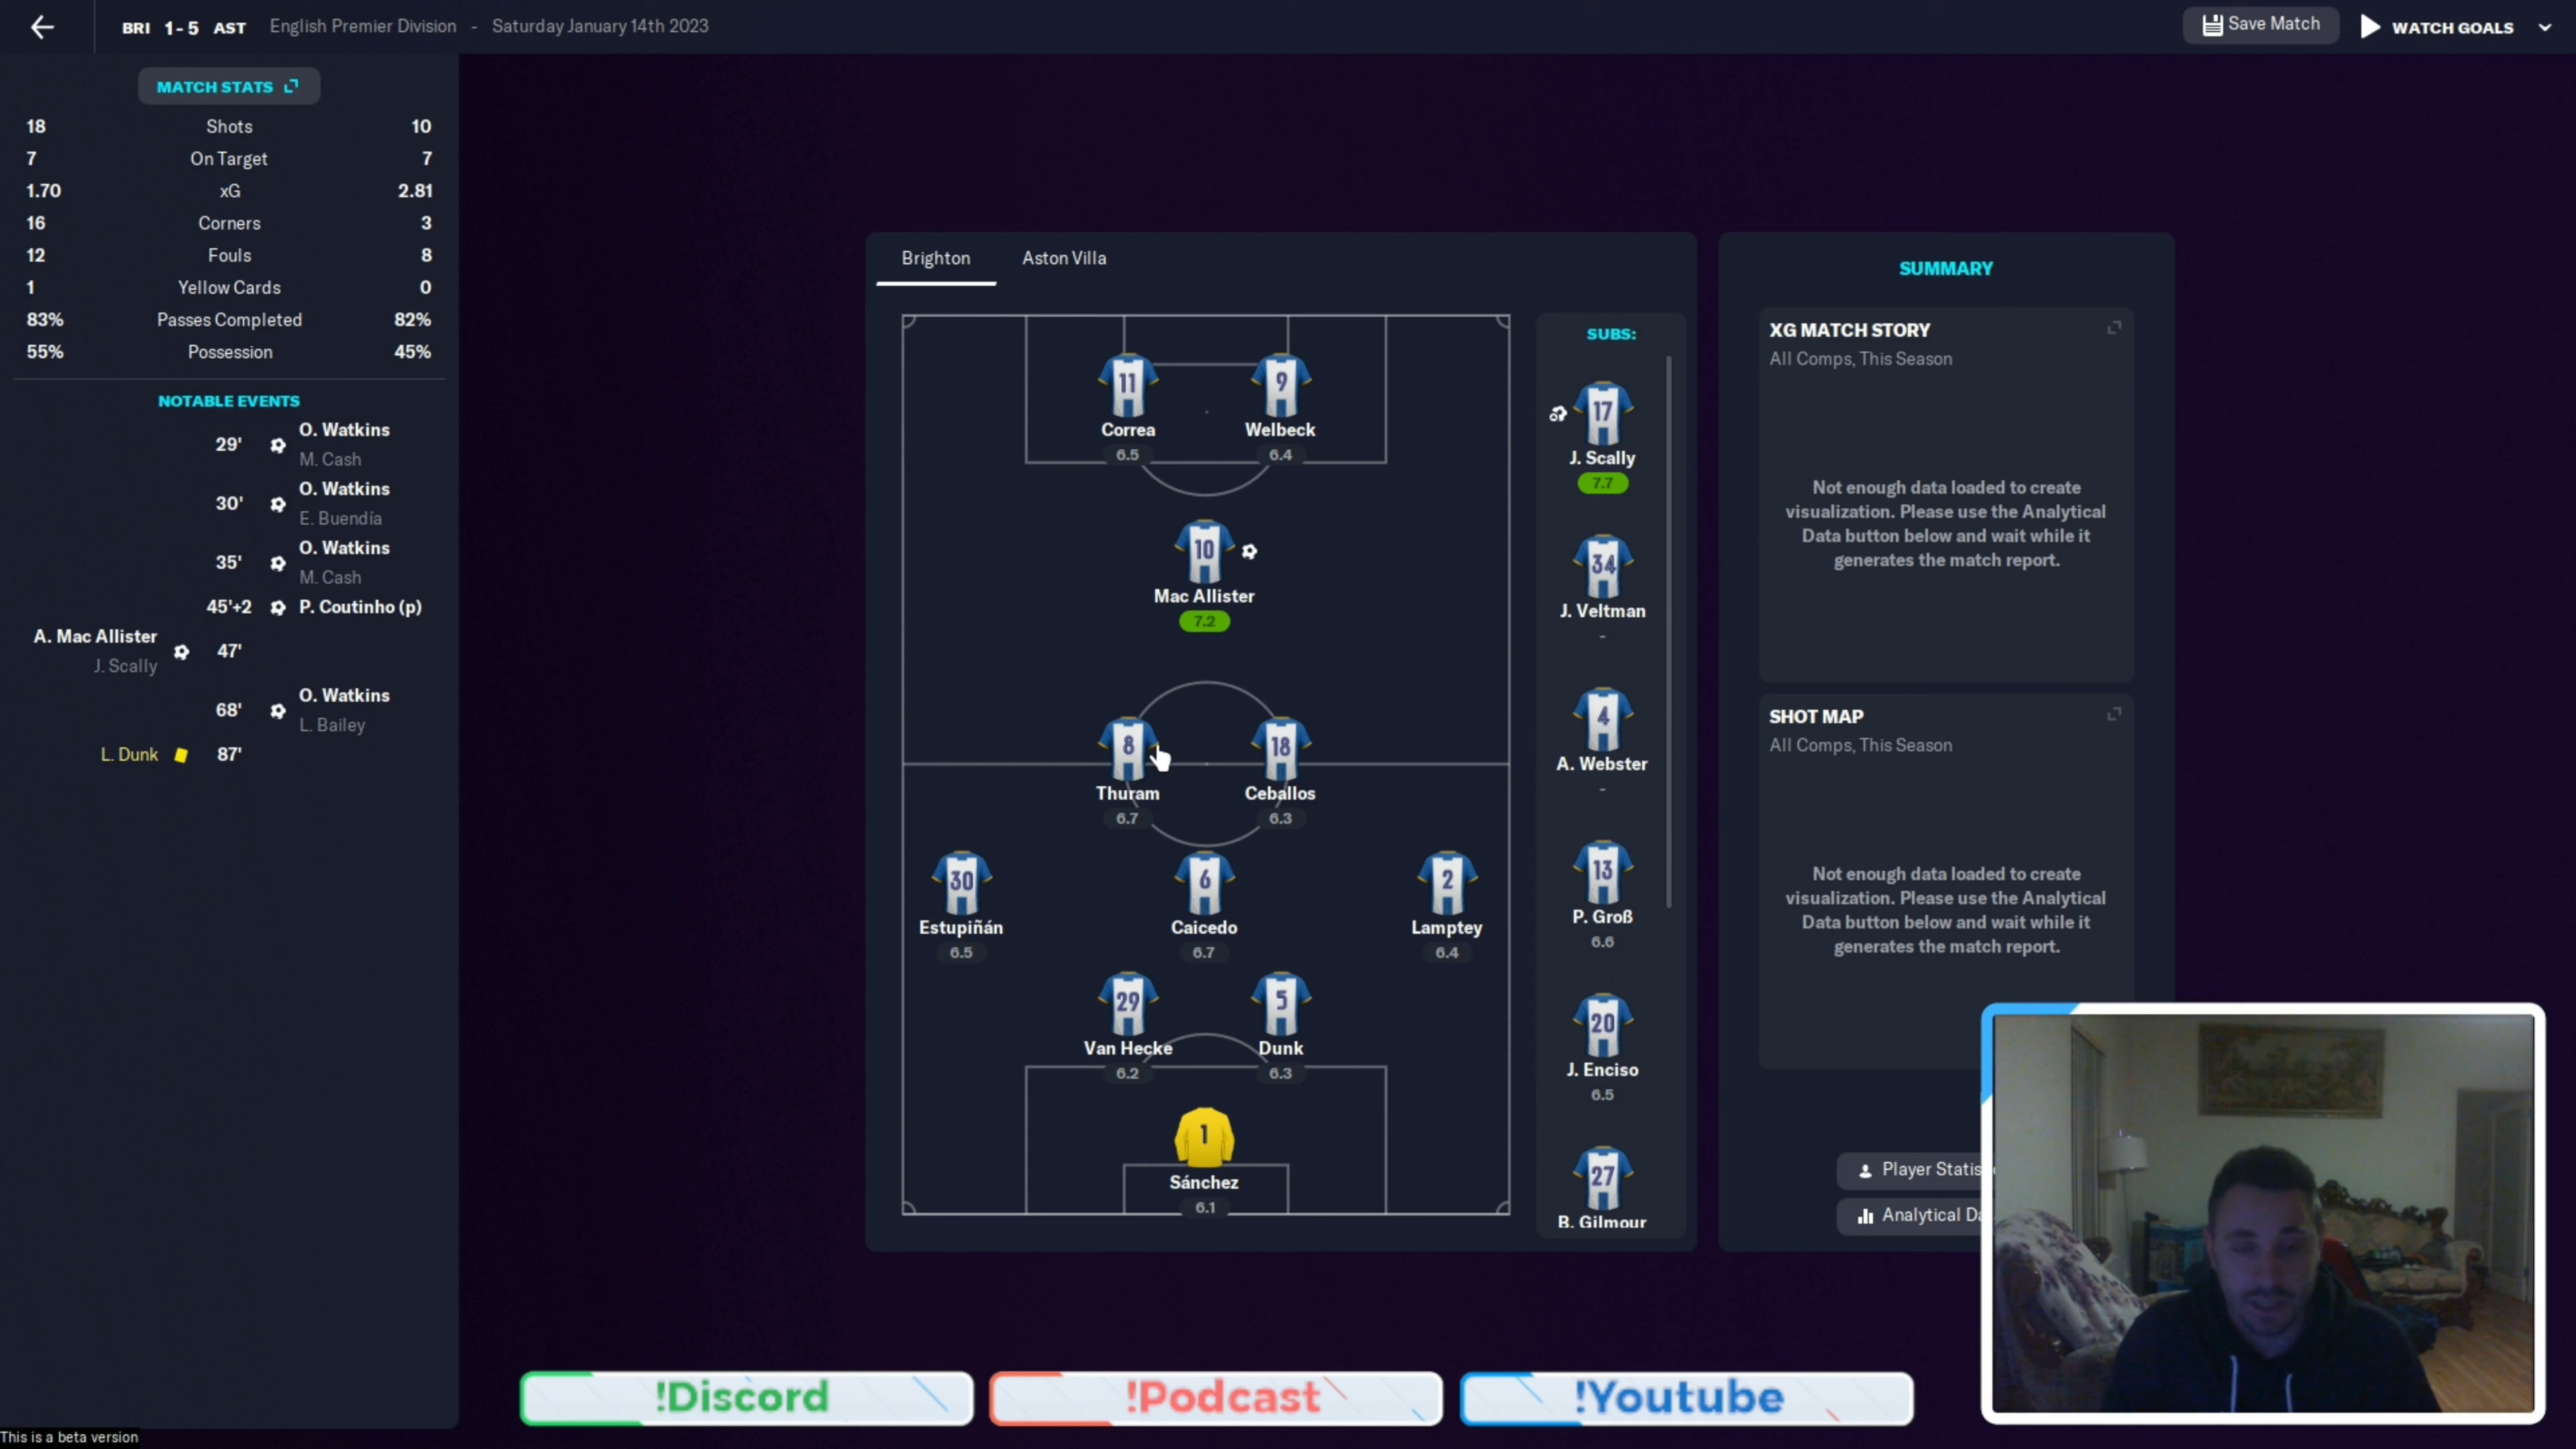 BRI 1 - 5 AST English Premier Division - Saturday January 14th 2023
Save Match
WATCH GOALS
MATCH STATS
18 Shots 10
7 On Target 7
1.70 xG 2.81
16 Corners 3
12 Fouls 8
1 Yellow Cards 0
83% Passes Completed 82%
55% Possession 45%
NOTABLE EVENTS
29' O. Watkins
M. Cash
30' O. Watkins
E. Buendía
35' O. Watkins
M. Cash
45'+2 P. Coutinho (p)
A. Mac Allister 47'
J. Scally
68' O. Watkins
L. Bailey
L. Dunk 87'
Brighton Aston Villa
11 9
Correa Welbeck
6.5 6.4
10
Mac Allister
7.2
8 18
Thuram Ceballos
6.7 6.3
30 6 2
Estupiñán Caicedo Lamptey
6.5 6.7 6.4
29 5
Van Hecke Dunk
6.2 6.3
1
Sánchez
6.1
SUBS:
17
J. Scally
7.7
34
J. Veltman
-
4
A. Webster
-
13
P. Groß
6.6
20
J. Enciso
6.5
27
B. Gilmour
SUMMARY
XG MATCH STORY
All Comps, This Season
Not enough data loaded to create
visualization. Please use the Analytical
Data button below and wait while it
generates the match report.
SHOT MAP
All Comps, This Season
Not enough data loaded to create
visualization. Please use the Analytical
Data button below and wait while it
generates the match report.
Player Statis
Analytical Da
!Discord !Podcast !Youtube
This is a beta version